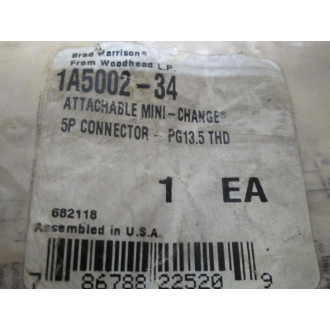 Brad Harrison®
From Woodhead L.P.
1A5002-34
ATTACHABLE MINI-CHANGE®
5P CONNECTOR - PG13.5 THD
1 EA
682118
Assembled in U.S.A.
7 86788 22520 9